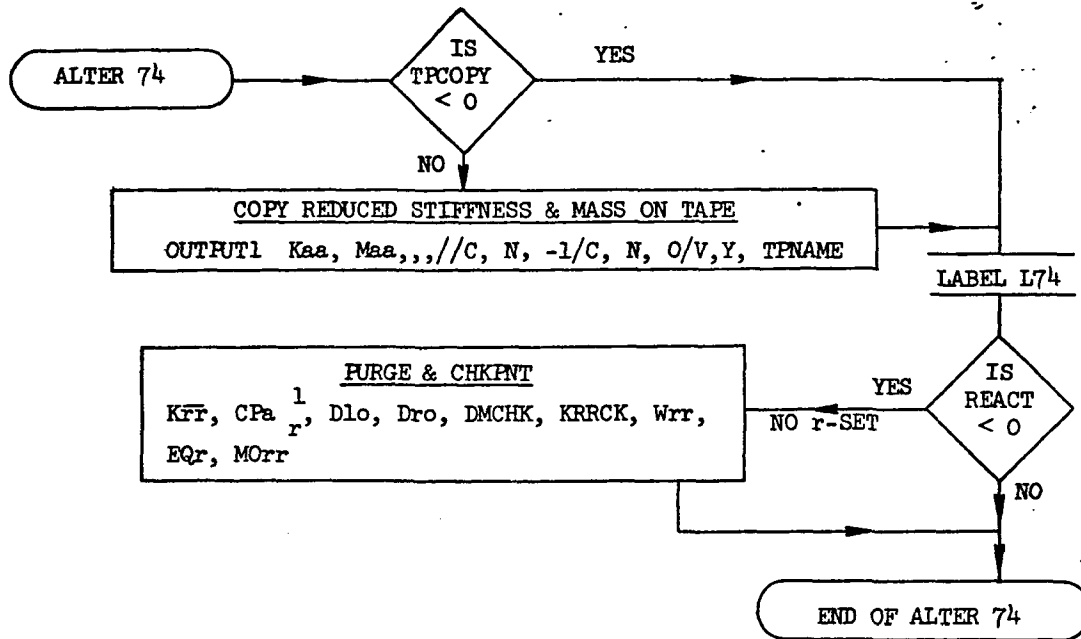 ALTER 74
IS
TPCOPY
< 0
YES
NO
COPY REDUCED STIFFNESS & MASS ON TAPE
OUTPUT1 Kaa, Maa,,,//C, N, -1/C, N, 0/V,Y, TPNAME
LABEL L74
IS
REACT
< 0
YES
NO r-SET
NO
PURGE & CHKPNT
Krr̄, CPa l r, Dlo, Dro, DMCHK, KRRCK, Wrr,
EQr, MOrr
END OF ALTER 74